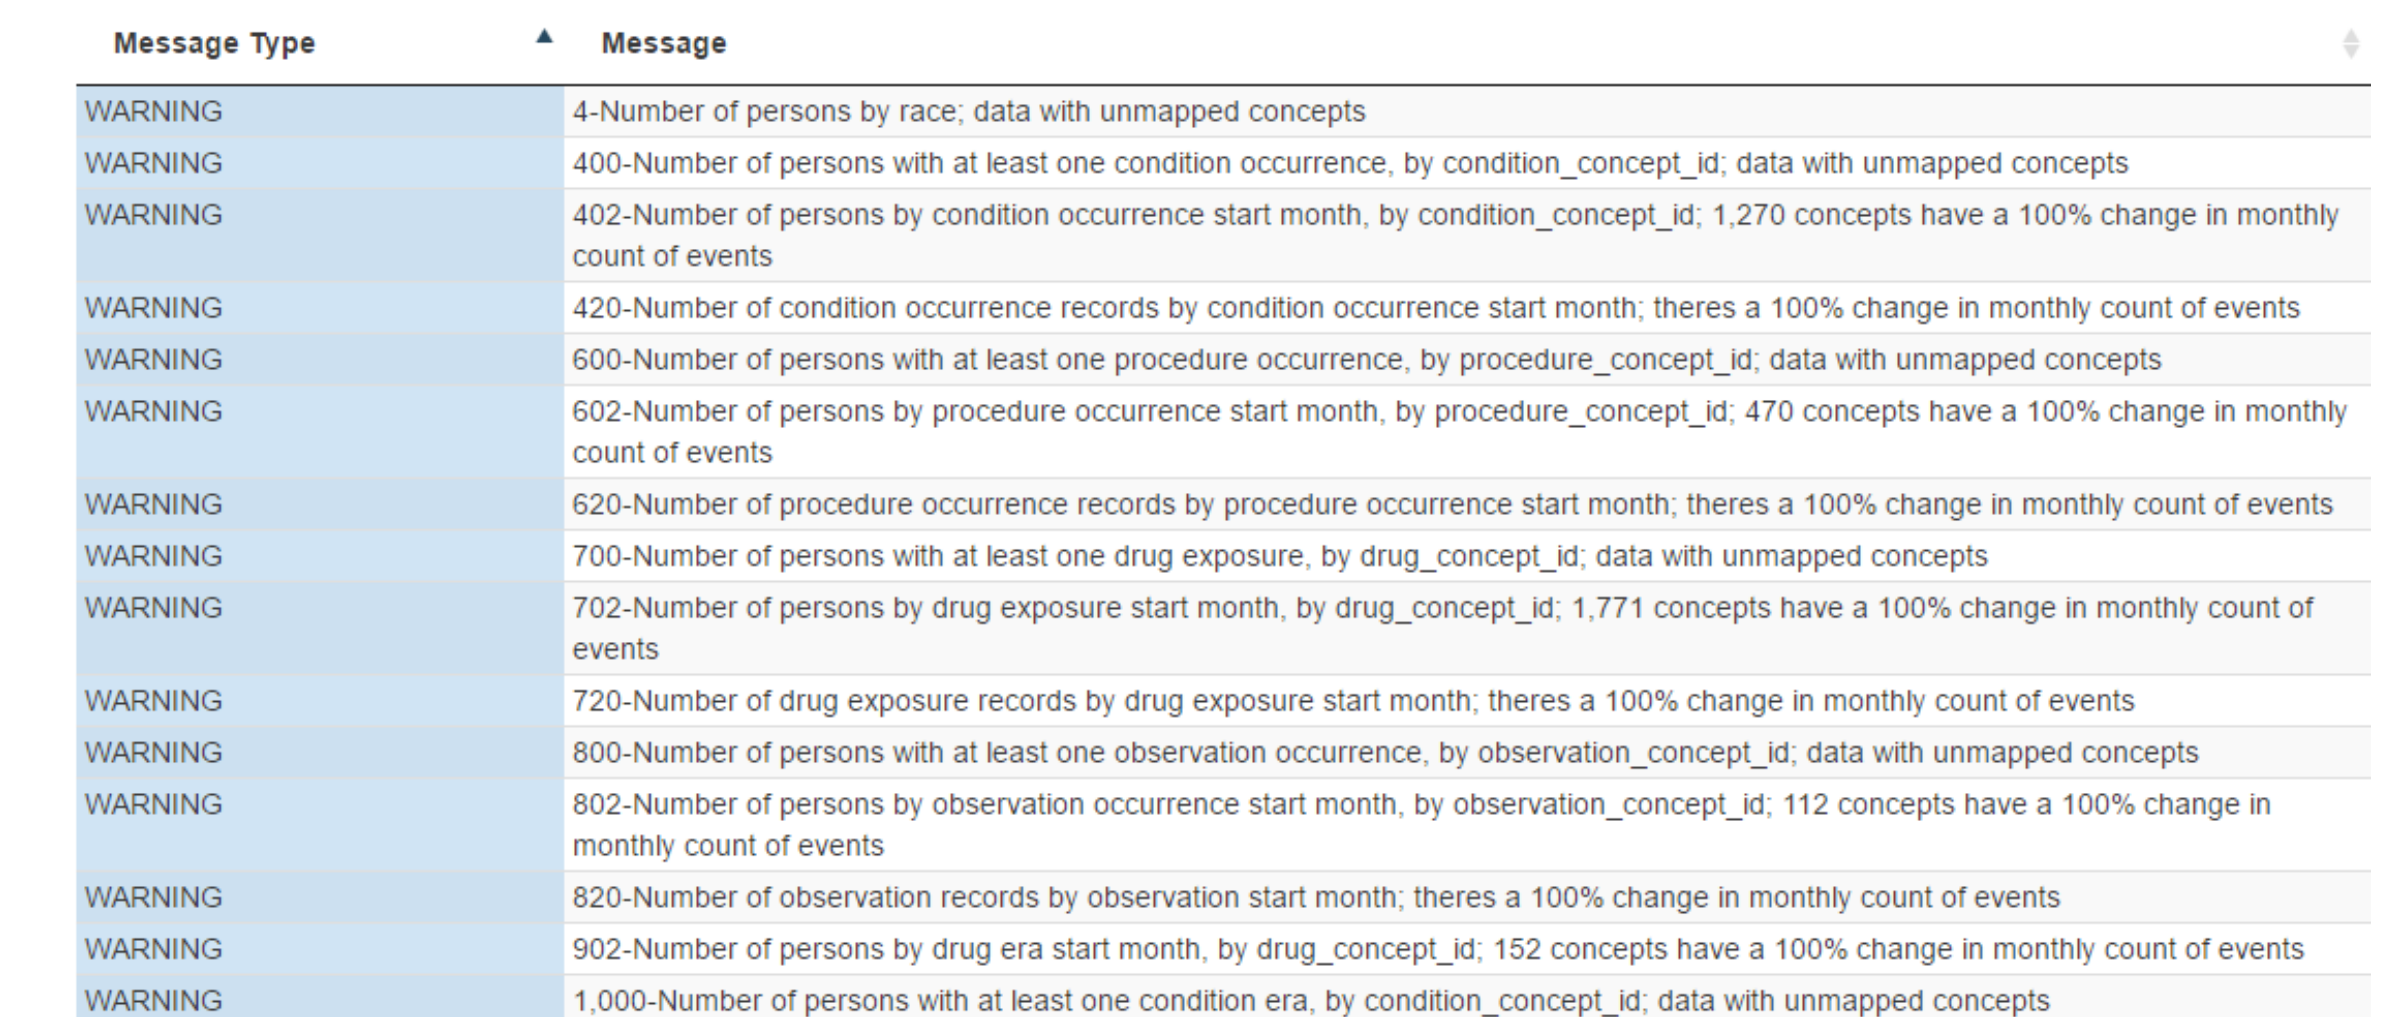 Message Type Message
WARNING 4-Number of persons by race; data with unmapped concepts
WARNING 400-Number of persons with at least one condition occurrence, by condition_concept_id; data with unmapped concepts
WARNING 402-Number of persons by condition occurrence start month, by condition_concept_id; 1,270 concepts have a 100% change in monthly
count of events
WARNING 420-Number of condition occurrence records by condition occurrence start month; theres a 100% change in monthly count of events
WARNING 600-Number of persons with at least one procedure occurrence, by procedure_concept_id; data with unmapped concepts
WARNING 602-Number of persons by procedure occurrence start month, by procedure_concept_id; 470 concepts have a 100% change in monthly
count of events
WARNING 620-Number of procedure occurrence records by procedure occurrence start month; theres a 100% change in monthly count of events
WARNING 700-Number of persons with at least one drug exposure, by drug_concept_id; data with unmapped concepts
WARNING 702-Number of persons by drug exposure start month, by drug_concept_id; 1,771 concepts have a 100% change in monthly count of
events
WARNING 720-Number of drug exposure records by drug exposure start month; theres a 100% change in monthly count of events
WARNING 800-Number of persons with at least one observation occurrence, by observation_concept_id; data with unmapped concepts
WARNING 802-Number of persons by observation occurrence start month, by observation_concept_id; 112 concepts have a 100% change in
monthly count of events
WARNING 820-Number of observation records by observation start month; theres a 100% change in monthly count of events
WARNING 902-Number of persons by drug era start month, by drug_concept_id; 152 concepts have a 100% change in monthly count of events
WARNING 1,000-Number of persons with at least one condition era, by condition_concept_id; data with unmapped concepts